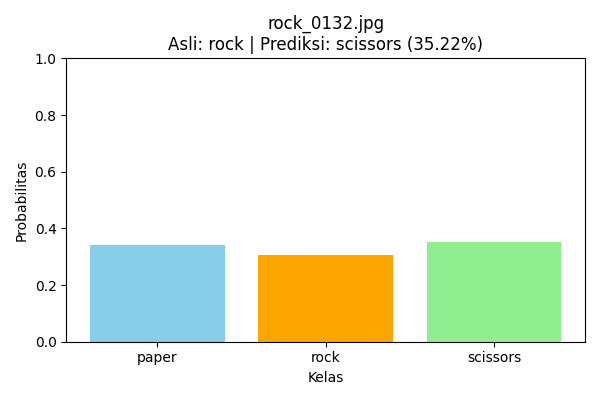 rock_0132.jpg
Asli: rock | Prediksi: scissors (35.22%)
1.0
0.8
0.6
0.4
0.2
0.0
Probabilitas
paper
rock
scissors
Kelas